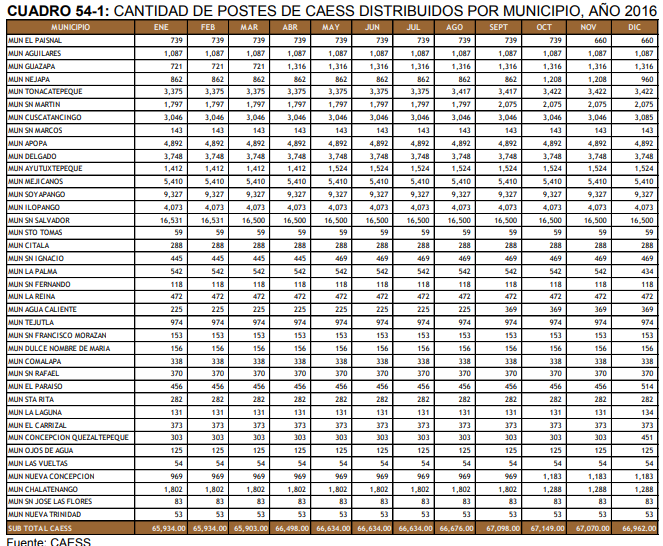 CUADRO 54-1: CANTIDAD DE POSTES DE CAESS DISTRIBUIDOS POR MUNICIPIO, AÑO 2016
MUNICIPIO ENE FEB MAR ABR MAY JUN JUL AGO SEPT OCT NOV DIC
MUN EL PAISNAL 739 739 739 739 739 739 739 739 739 739 660 660
MUN AGUILARES 1,087 1,087 1,087 1,087 1,087 1,087 1,087 1,087 1,087 1,087 1,087 1,087
MUN GUAZAPA 721 721 721 1,316 1,316 1,316 1,316 1,316 1,316 1,316 1,316 1,316
MUN NEJAPA 862 862 862 862 862 862 862 862 862 1,208 1,208 960
MUN TONACATEPEQUE 3,375 3,375 3,375 3,375 3,375 3,375 3,375 3,417 3,417 3,422 3,422 3,422
MUN SN MARTIN 1,797 1,797 1,797 1,797 1,797 1,797 1,797 1,797 2,075 2,075 2,075 2,075
MUN CUSCATANCINGO 3,046 3,046 3,046 3,046 3,046 3,046 3,046 3,046 3,046 3,046 3,046 3,085
MUN SN MARCOS 143 143 143 143 143 143 143 143 143 143 143 143
MUN APOPA 4,892 4,892 4,892 4,892 4,892 4,892 4,892 4,892 4,892 4,892 4,892 4,892
MUN DELGADO 3,748 3,748 3,748 3,748 3,748 3,748 3,748 3,748 3,748 3,748 3,748 3,748
MUN AYUTUXTEPEQUE 1,412 1,412 1,412 1,412 1,524 1,524 1,524 1,524 1,524 1,524 1,524 1,524
MUN MEJICANOS 5,410 5,410 5,410 5,410 5,410 5,410 5,410 5,410 5,410 5,410 5,410 5,410
MUN SOYAPANGO 9,327 9,327 9,327 9,327 9,327 9,327 9,327 9,327 9,327 9,327 9,327 9,327
MUN ILOPANGO 4,073 4,073 4,073 4,073 4,073 4,073 4,073 4,073 4,073 4,073 4,073 4,073
MUN SN SALVADOR 16,531 16,531 16,500 16,500 16,500 16,500 16,500 16,500 16,500 16,500 16,500 16,500
MUN STO TOMAS 59 59 59 59 59 59 59 59 59 59 59 59
MUN CITALA 288 288 288 288 288 288 288 288 288 288 288 288
MUN SN IGNACIO 445 445 445 445 469 469 469 469 469 469 469 469
MUN LA PALMA 542 542 542 542 542 542 542 542 542 542 542 434
MUN SN FERNANDO 118 118 118 118 118 118 118 118 118 118 118 118
MUN LA REINA 472 472 472 472 472 472 472 472 472 472 472 472
MUN AGUA CALIENTE 225 225 225 225 225 225 225 225 369 369 369 369
MUN TEJUTLA 974 974 974 974 974 974 974 974 974 974 974 974
MUN SN FRANCISCO MORAZAN 153 153 153 153 153 153 153 153 153 153 153 153
MUN DULCE NOMBRE DE MARIA 156 156 156 156 156 156 156 156 156 156 156 156
MUN COMALAPA 338 338 338 338 338 338 338 338 338 338 338 338
MUN SN RAFAEL 370 370 370 370 370 370 370 370 370 370 370 370
MUN EL PARAISO 456 456 456 456 456 456 456 456 456 456 456 514
MUN STA RITA 282 282 282 282 282 282 282 282 282 282 282 282
MUN LA LAGUNA 131 131 131 131 131 131 131 131 131 131 131 134
MUN EL CARRIZAL 373 373 373 373 373 373 373 373 373 373 373 373
MUN CONCEPCION QUEZALTEPEQUE 303 303 303 303 303 303 303 303 303 303 303 451
MUN OJOS DE AGUA 125 125 125 125 125 125 125 125 125 125 125 125
MUN LAS VUELTAS 54 54 54 54 54 54 54 54 54 54 54 54
MUN NUEVA CONCEPCION 969 969 969 969 969 969 969 969 969 1,183 1,183 1,183
MUN CHALATENANGO 1,802 1,802 1,802 1,802 1,802 1,802 1,802 1,802 1,802 1,288 1,288 1,288
MUN SN JOSE LAS FLORES 83 83 83 83 83 83 83 83 83 83 83 83
MUN NUEVA TRINIDAD 53 53 53 53 53 53 53 53 53 53 53 53
SUB TOTAL CAESS 65,934.00 65,934.00 65,903.00 66,498.00 66,634.00 66,634.00 66,634.00 66,676.00 67,098.00 67,149.00 67,070.00 66,962.00
Fuente: CAESS